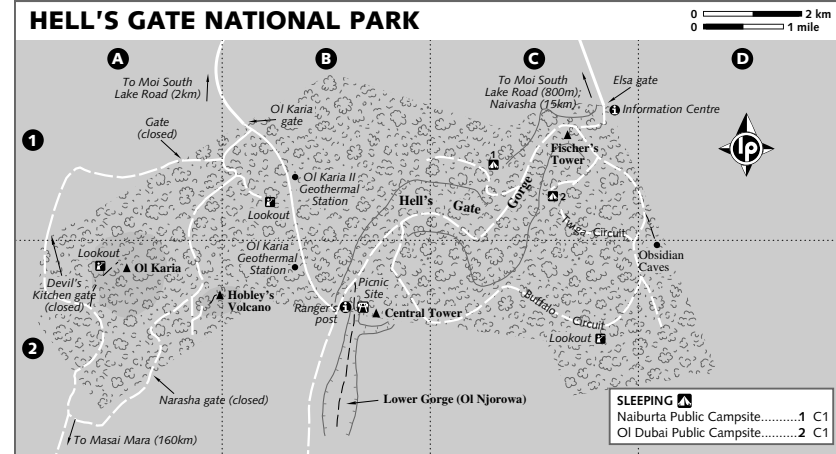 HELL'S GATE NATIONAL PARK
0 2 km
0 1 mile
A
B
C
D
To Moi South
Lake Road (2km)
To Moi South
Lake Road (800m);
Naivasha (15km)
Elsa gate
Information Centre
Ol Karia
gate
Gate
(closed)
1
1
Fischer's
Tower
lp
Ol Karia II
Geothermal
Station
Hell's
Gate
Gorge
2
Lookout
Twiga Circuit
Ol Karia
Geothermal
Station
Lookout
Ol Karia
Obsidian
Caves
Devil's
Kitchen gate
(closed)
Hobley's
Volcano
Picnic
Site
Ranger's
post
Central Tower
Buffalo Circuit
Lookout
2
Narasha gate (closed)
Lower Gorge (Ol Njorowa)
To Masai Mara (160km)
SLEEPING
Naiburta Public Campsite..........1 C1
Ol Dubai Public Campsite..........2 C1